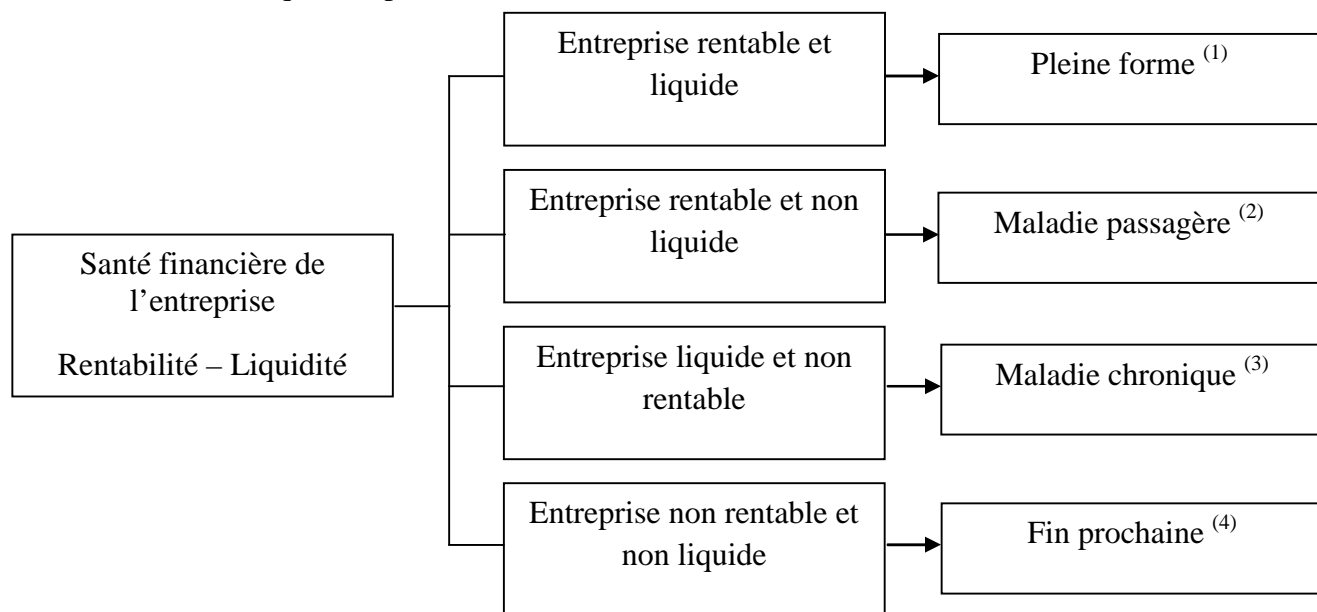 Entreprise rentable et
liquide
Pleine forme (1)
Entreprise rentable et non
liquide
Maladie passagère (2)
Santé financière de
l’entreprise
Rentabilité – Liquidité
Entreprise liquide et non
rentable
Maladie chronique (3)
Entreprise non rentable et
non liquide
Fin prochaine (4)